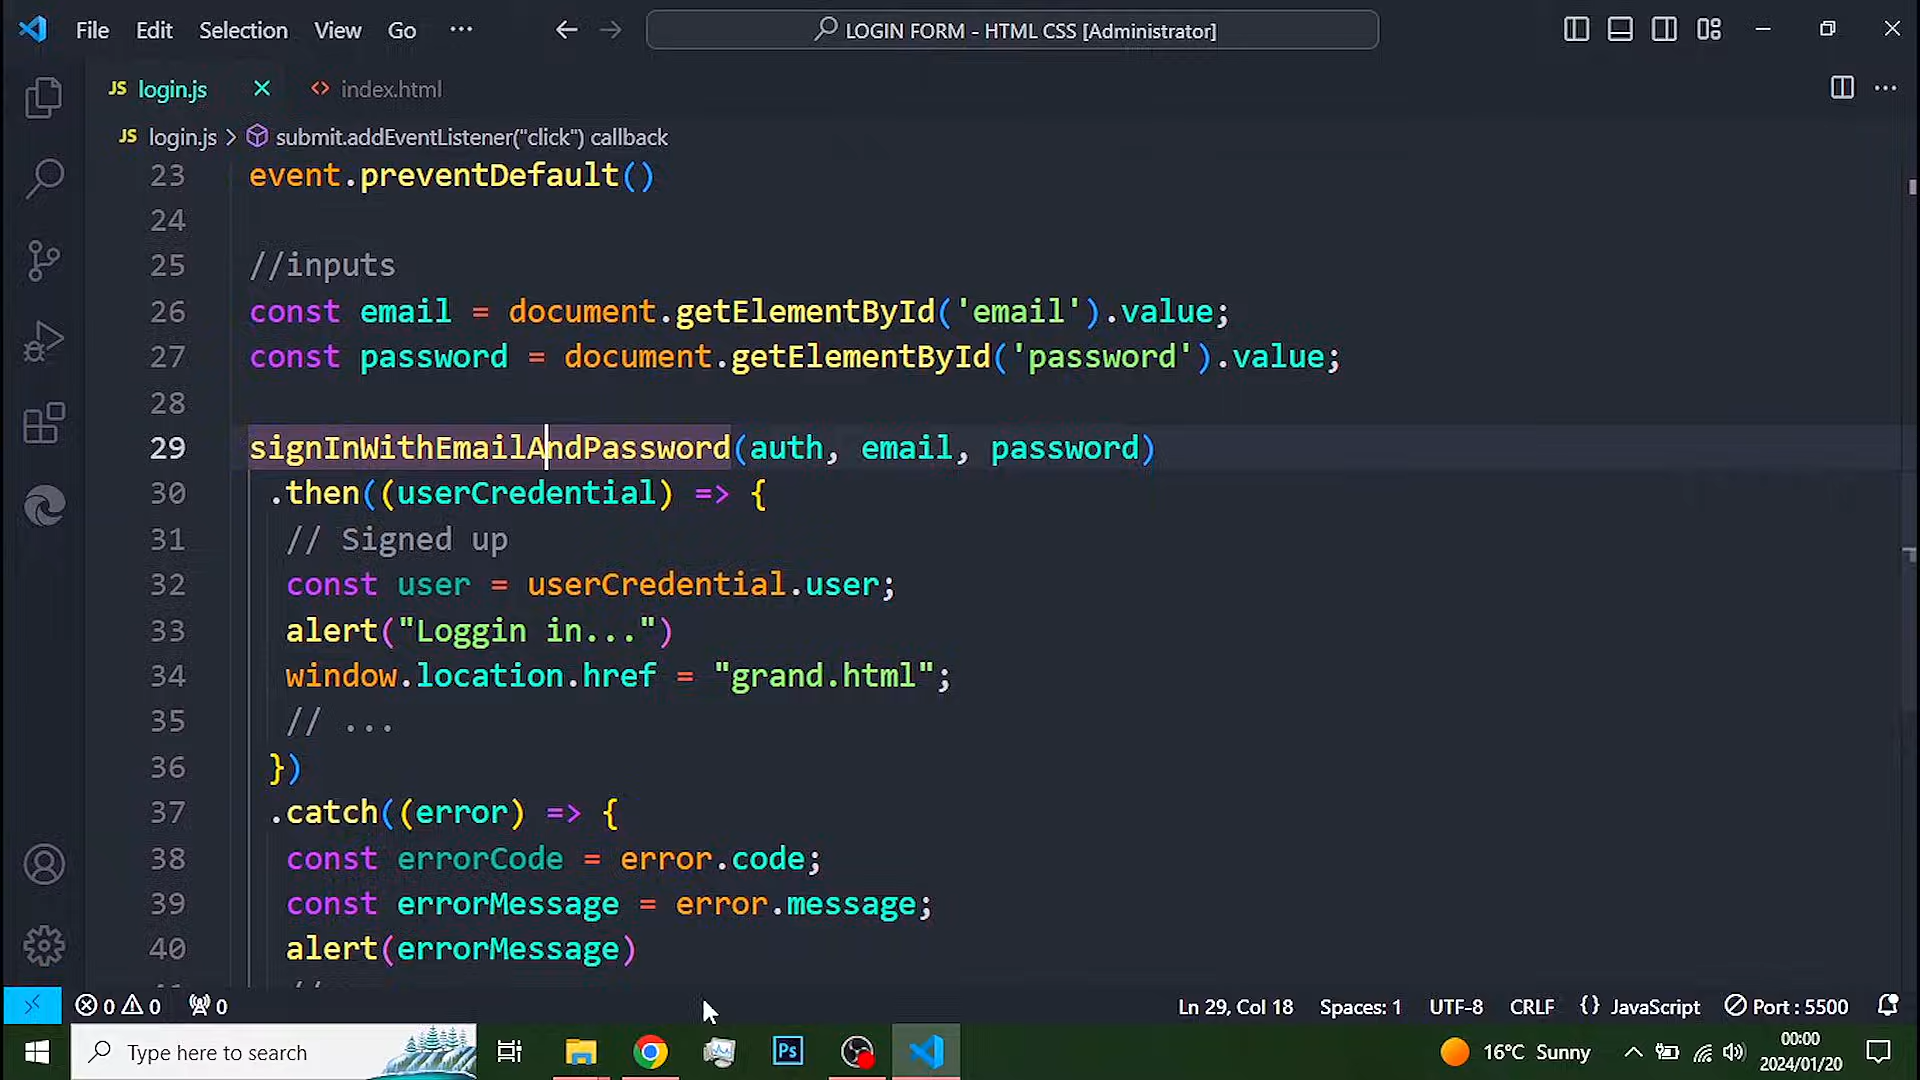 File Edit Selection View Go ··· LOGIN FORM - HTML CSS [Administrator]
JS login.js index.html
JS login.js > submit.addEventListener("click") callback
23 event.preventDefault()
24
25 //inputs
26 const email = document.getElementById('email').value;
27 const password = document.getElementById('password').value;
28
29 signInWithEmailAndPassword(auth, email, password)
30 .then((userCredential) => {
31 // Signed up
32 const user = userCredential.user;
33 alert("Loggin in...")
34 window.location.href = "grand.html";
35 // ...
36 })
37 .catch((error) => {
38 const errorCode = error.code;
39 const errorMessage = error.message;
40 alert(errorMessage)
0 0 0 Ln 29, Col 18 Spaces: 1 UTF-8 CRLF {} JavaScript Port : 5500
Type here to search Ps 16°C Sunny 00:00
2024/01/20